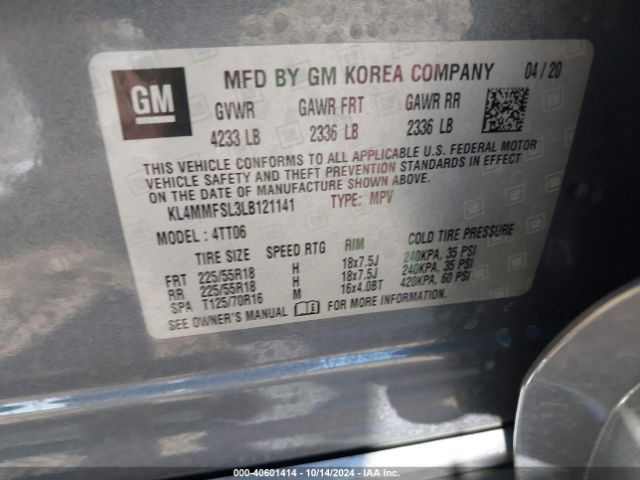 GM
MFD BY GM KOREA COMPANY 04 / 20
GVWR GAWR FRT GAWR RR
4233 LB 2336 LB 2336 LB
THIS VEHICLE CONFORMS TO ALL APPLICABLE U.S. FEDERAL MOTOR
VEHICLE SAFETY AND THEFT PREVENTION STANDARDS IN EFFECT
ON THE DATE OF MANUFACTURE SHOWN ABOVE.
KL4MMFSL3LB121141 TYPE: MPV
MODEL : 4TT06
TIRE SIZE SPEED RTG RIM COLD TIRE PRESSURE
FRT 225/55R18 H 18x7.5J 240KPA, 35 PSI
RR 225/55R18 H 18x7.5J 240KPA, 35 PSI
SPA T125/70R16 M 16x4.0BT 420KPA, 60 PSI
SEE OWNER'S MANUAL FOR MORE INFORMATION.
000-40601414 - 10/14/2024 - IAA Inc.